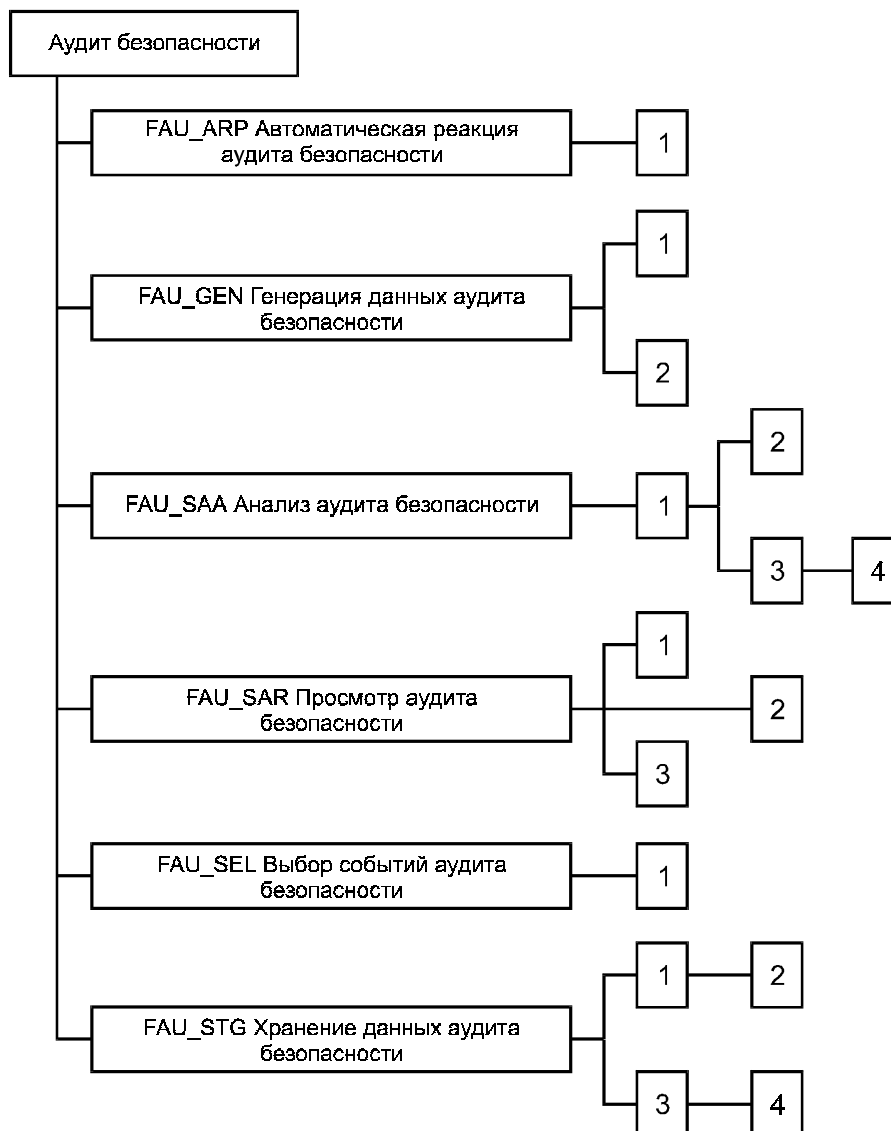 Аудит безопасности
FAU_ARP Автоматическая реакция
аудита безопасности
1
1
FAU_GEN Генерация данных аудита
безопасности
2
2
FAU_SAA Анализ аудита безопасности
1
3
4
1
FAU_SAR Просмотр аудита
безопасности
2
3
FAU_SEL Выбор событий аудита
безопасности
1
1
2
FAU_STG Хранение данных аудита
безопасности
3
4